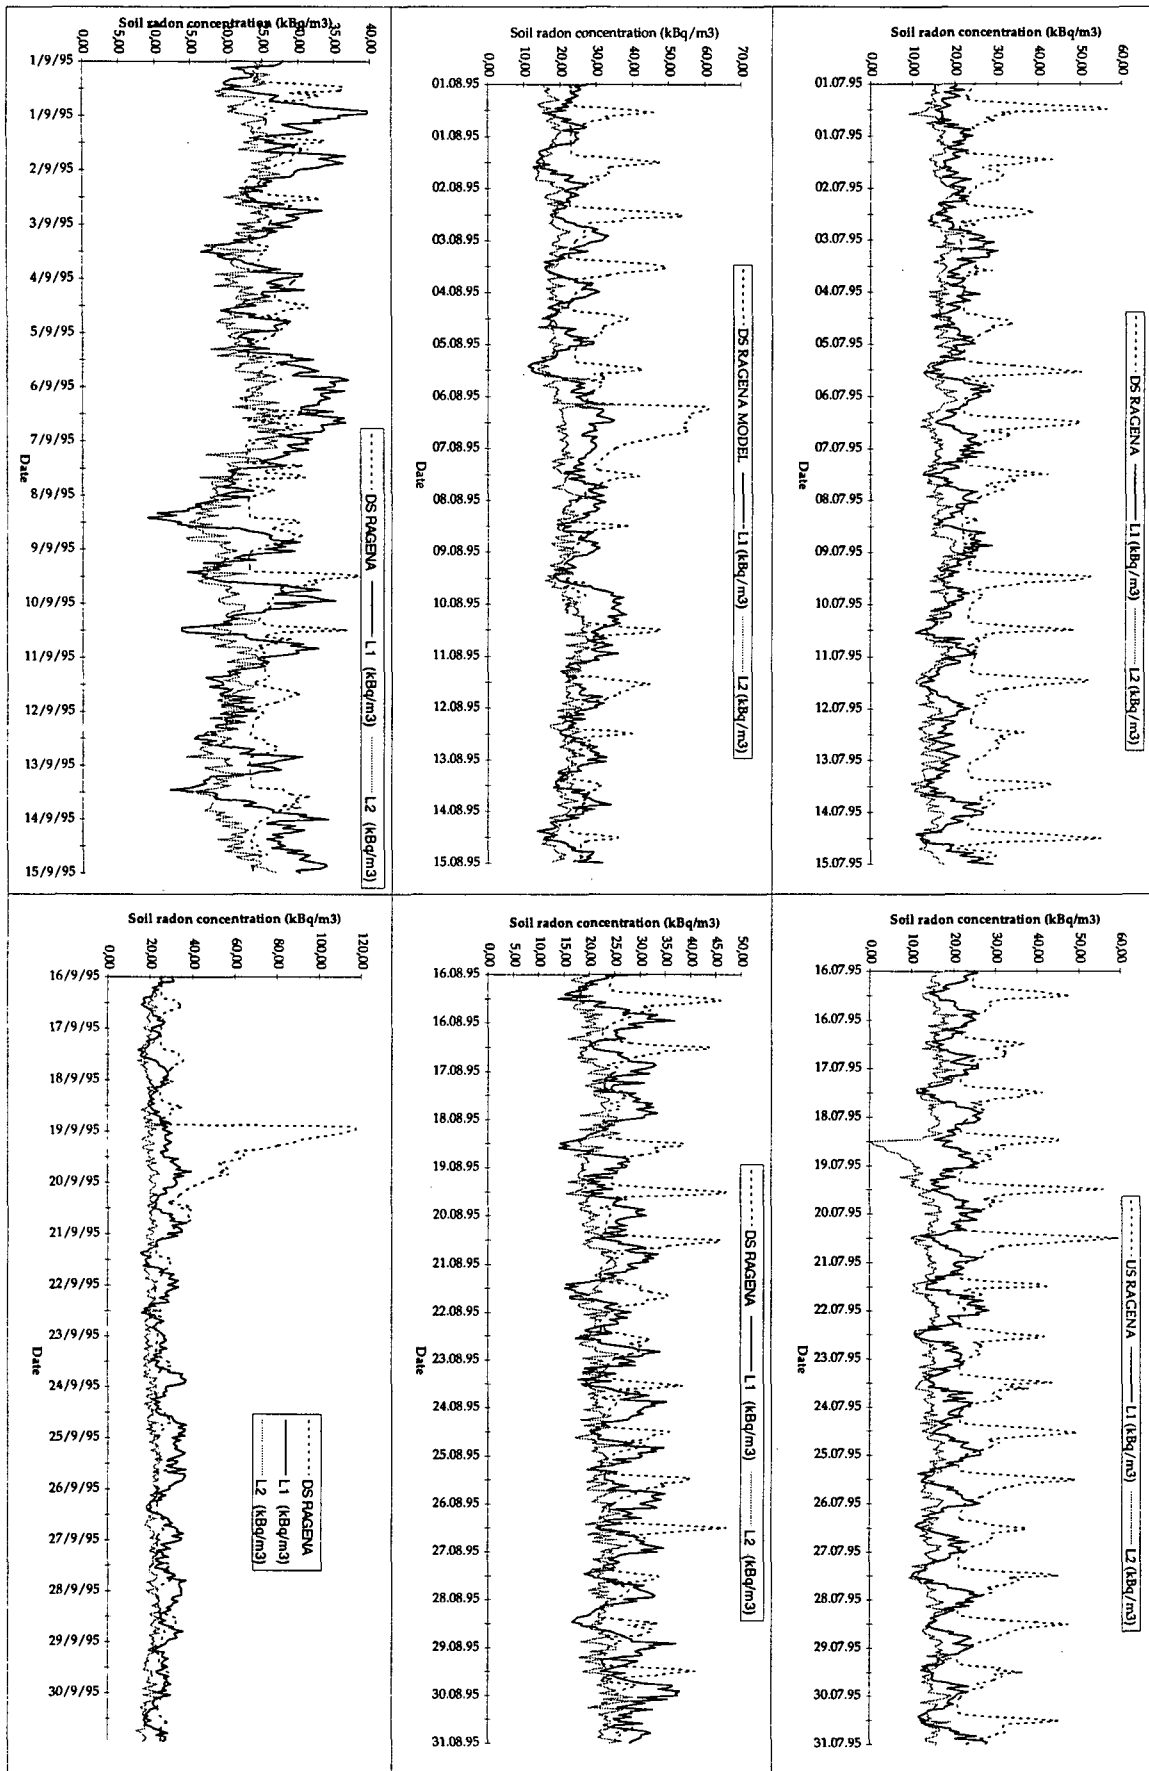 DS RAGENA L1 (kBq/m3) L2 (kBq/m3)
Soil radon concentration (kBq/m3)
60,00
50,00
40,00
30,00
20,00
10,00
0,00
01.07.95 01.07.95 02.07.95 03.07.95 04.07.95 05.07.95 06.07.95 07.07.95 08.07.95 09.07.95 10.07.95 11.07.95 12.07.95 13.07.95 14.07.95 15.07.95
Date
US RAGENA L1 (kBq/m3) L2 (kBq/m3)
Soil radon concentration (kBq/m3)
60,00
50,00
40,00
30,00
20,00
10,00
0,00
16.07.95 16.07.95 17.07.95 18.07.95 19.07.95 20.07.95 21.07.95 22.07.95 23.07.95 24.07.95 25.07.95 26.07.95 27.07.95 28.07.95 29.07.95 30.07.95 31.07.95
Date
DS RAGENA MODEL L1 (kBq/m3) L2 (kBq/m3)
Soil radon concentration (kBq/m3)
70,00
60,00
50,00
40,00
30,00
20,00
10,00
0,00
01.08.95 01.08.95 02.08.95 03.08.95 04.08.95 05.08.95 06.08.95 07.08.95 08.08.95 09.08.95 10.08.95 11.08.95 12.08.95 13.08.95 14.08.95 15.08.95
Date
DS RAGENA L1 (kBq/m3) L2 (kBq/m3)
Soil radon concentration (kBq/m3)
50,00
45,00
40,00
35,00
30,00
25,00
20,00
15,00
10,00
5,00
0,00
16.08.95 16.08.95 17.08.95 18.08.95 19.08.95 20.08.95 21.08.95 22.08.95 23.08.95 24.08.95 25.08.95 26.08.95 27.08.95 28.08.95 29.08.95 30.08.95 31.08.95
Date
DS RAGENA L1 (kBq/m3) L2 (kBq/m3)
Soil radon concentration (kBq/m3)
40,00
35,00
30,00
25,00
20,00
15,00
10,00
5,00
0,00
1/9/95 1/9/95 2/9/95 3/9/95 4/9/95 5/9/95 6/9/95 7/9/95 8/9/95 9/9/95 10/9/95 11/9/95 12/9/95 13/9/95 14/9/95 15/9/95
Date
Soil radon concentration (kBq/m3)
120,00
100,00
80,00
60,00
40,00
20,00
0,00
DS RAGENA
L1 (kBq/m3)
L2 (kBq/m3)
16/9/95 17/9/95 18/9/95 19/9/95 20/9/95 21/9/95 22/9/95 23/9/95 24/9/95 25/9/95 26/9/95 27/9/95 28/9/95 29/9/95 30/9/95
Date